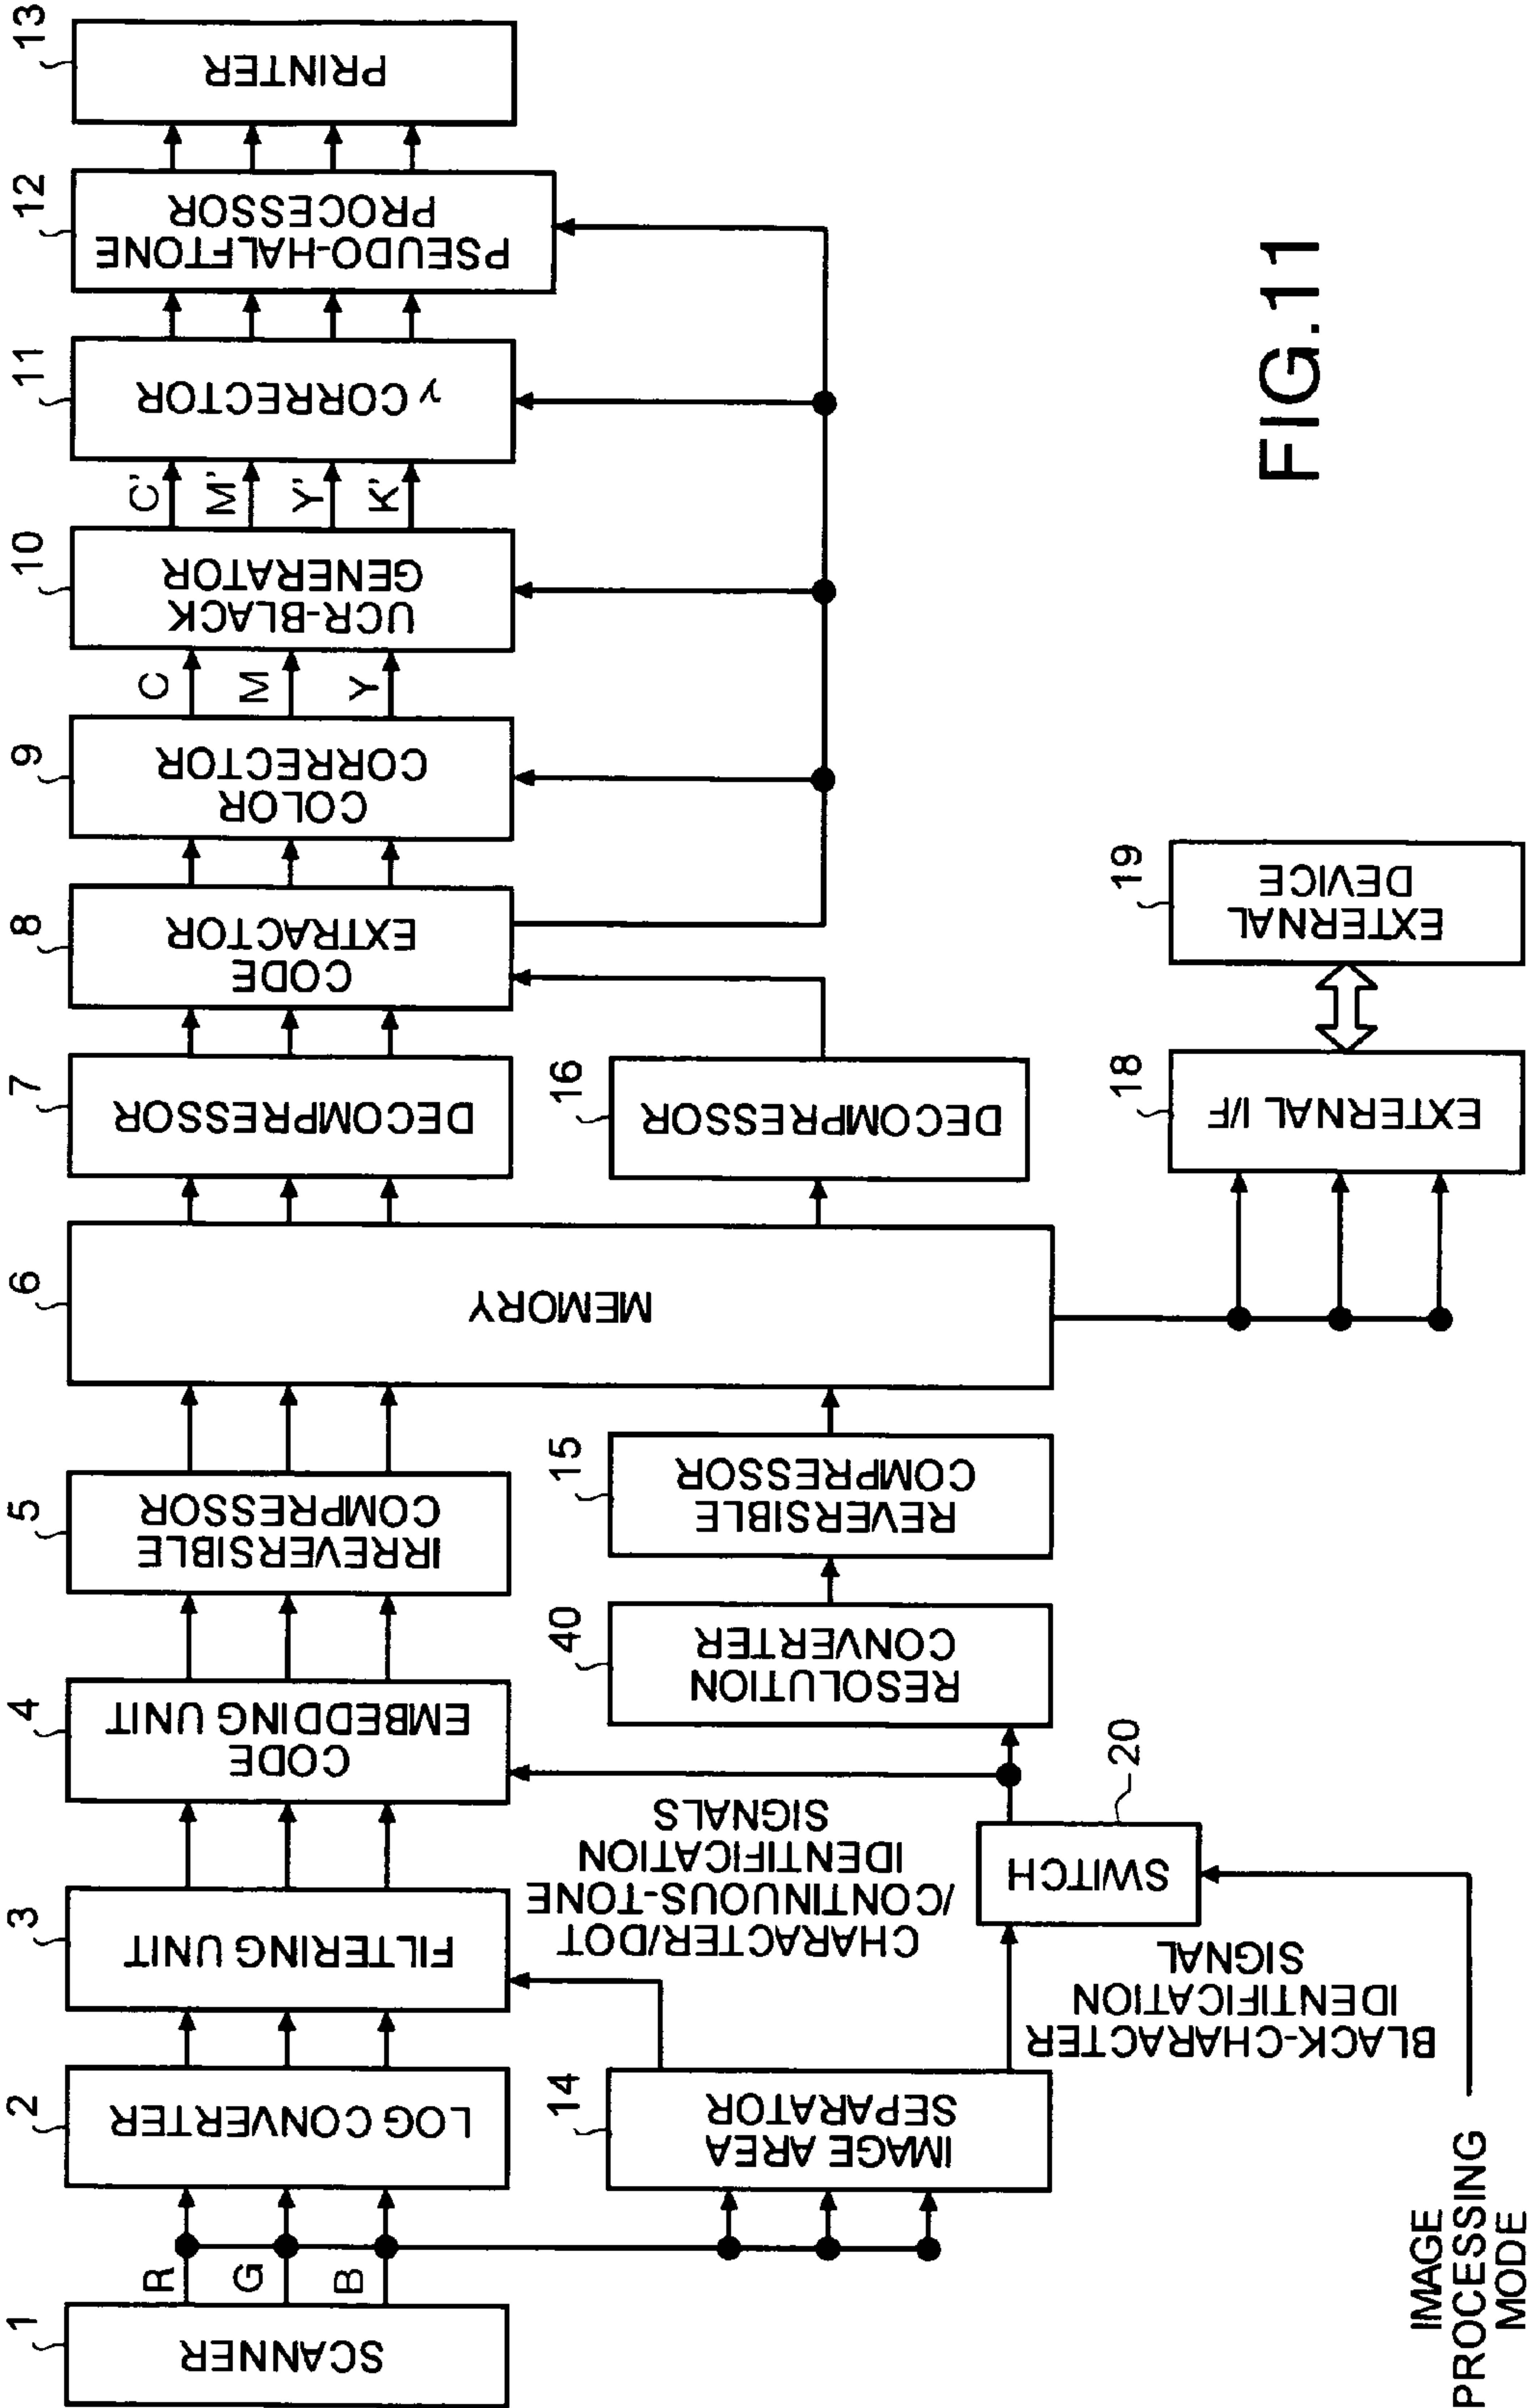 1
SCANNER
R
G
B
2
LOG CONVERTER
3
FILTERING UNIT
4
CODE
EMBEDDING UNIT
5
IRREVERSIBLE
COMPRESSOR
6
MEMORY
7
DECOMPRESSOR
8
CODE
EXTRACTOR
9
COLOR
CORRECTOR
C
M
Y
10
UCR-BLACK
GENERATOR
C'
M'
Y'
K'
11
γ CORRECTOR
12
PSEUDO-HALFTONE
PROCESSOR
13
PRINTER
14
IMAGE AREA
SEPARATOR
CHARACTER/DOT
/CONTINUOUS-TONE
IDENTIFICATION
SIGNALS
BLACK-CHARACTER
IDENTIFICATION
SIGNAL
SWITCH
20
40
RESOLUTION
CONVERTER
15
REVERSIBLE
COMPRESSOR
16
DECOMPRESSOR
18
EXTERNAL I/F
19
EXTERNAL
DEVICE
IMAGE
PROCESSING
MODE
FIG.11